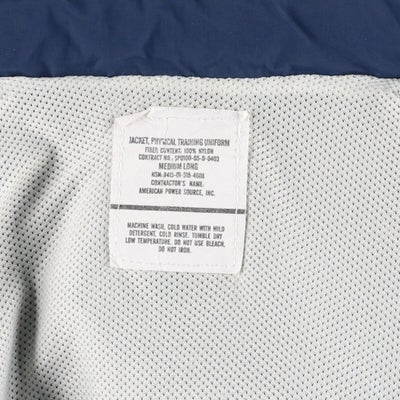 JACKET, PHYSICAL TRAINING UNIFORM
FIBER CONTENT: 100% NYLON
CONTRACT NO.: SPO100-05-D-0403
MEDIUM LONG
NSN: 8415-01-519-4608
CONTRACTOR'S NAME:
AMERICAN POWER SOURCE, INC.
MACHINE WASH, COLD WATER WITH MILD
DETERGENT, COLD RINSE. TUMBLE DRY
LOW TEMPERATURE. DO NOT USE BLEACH,
DO NOT IRON.